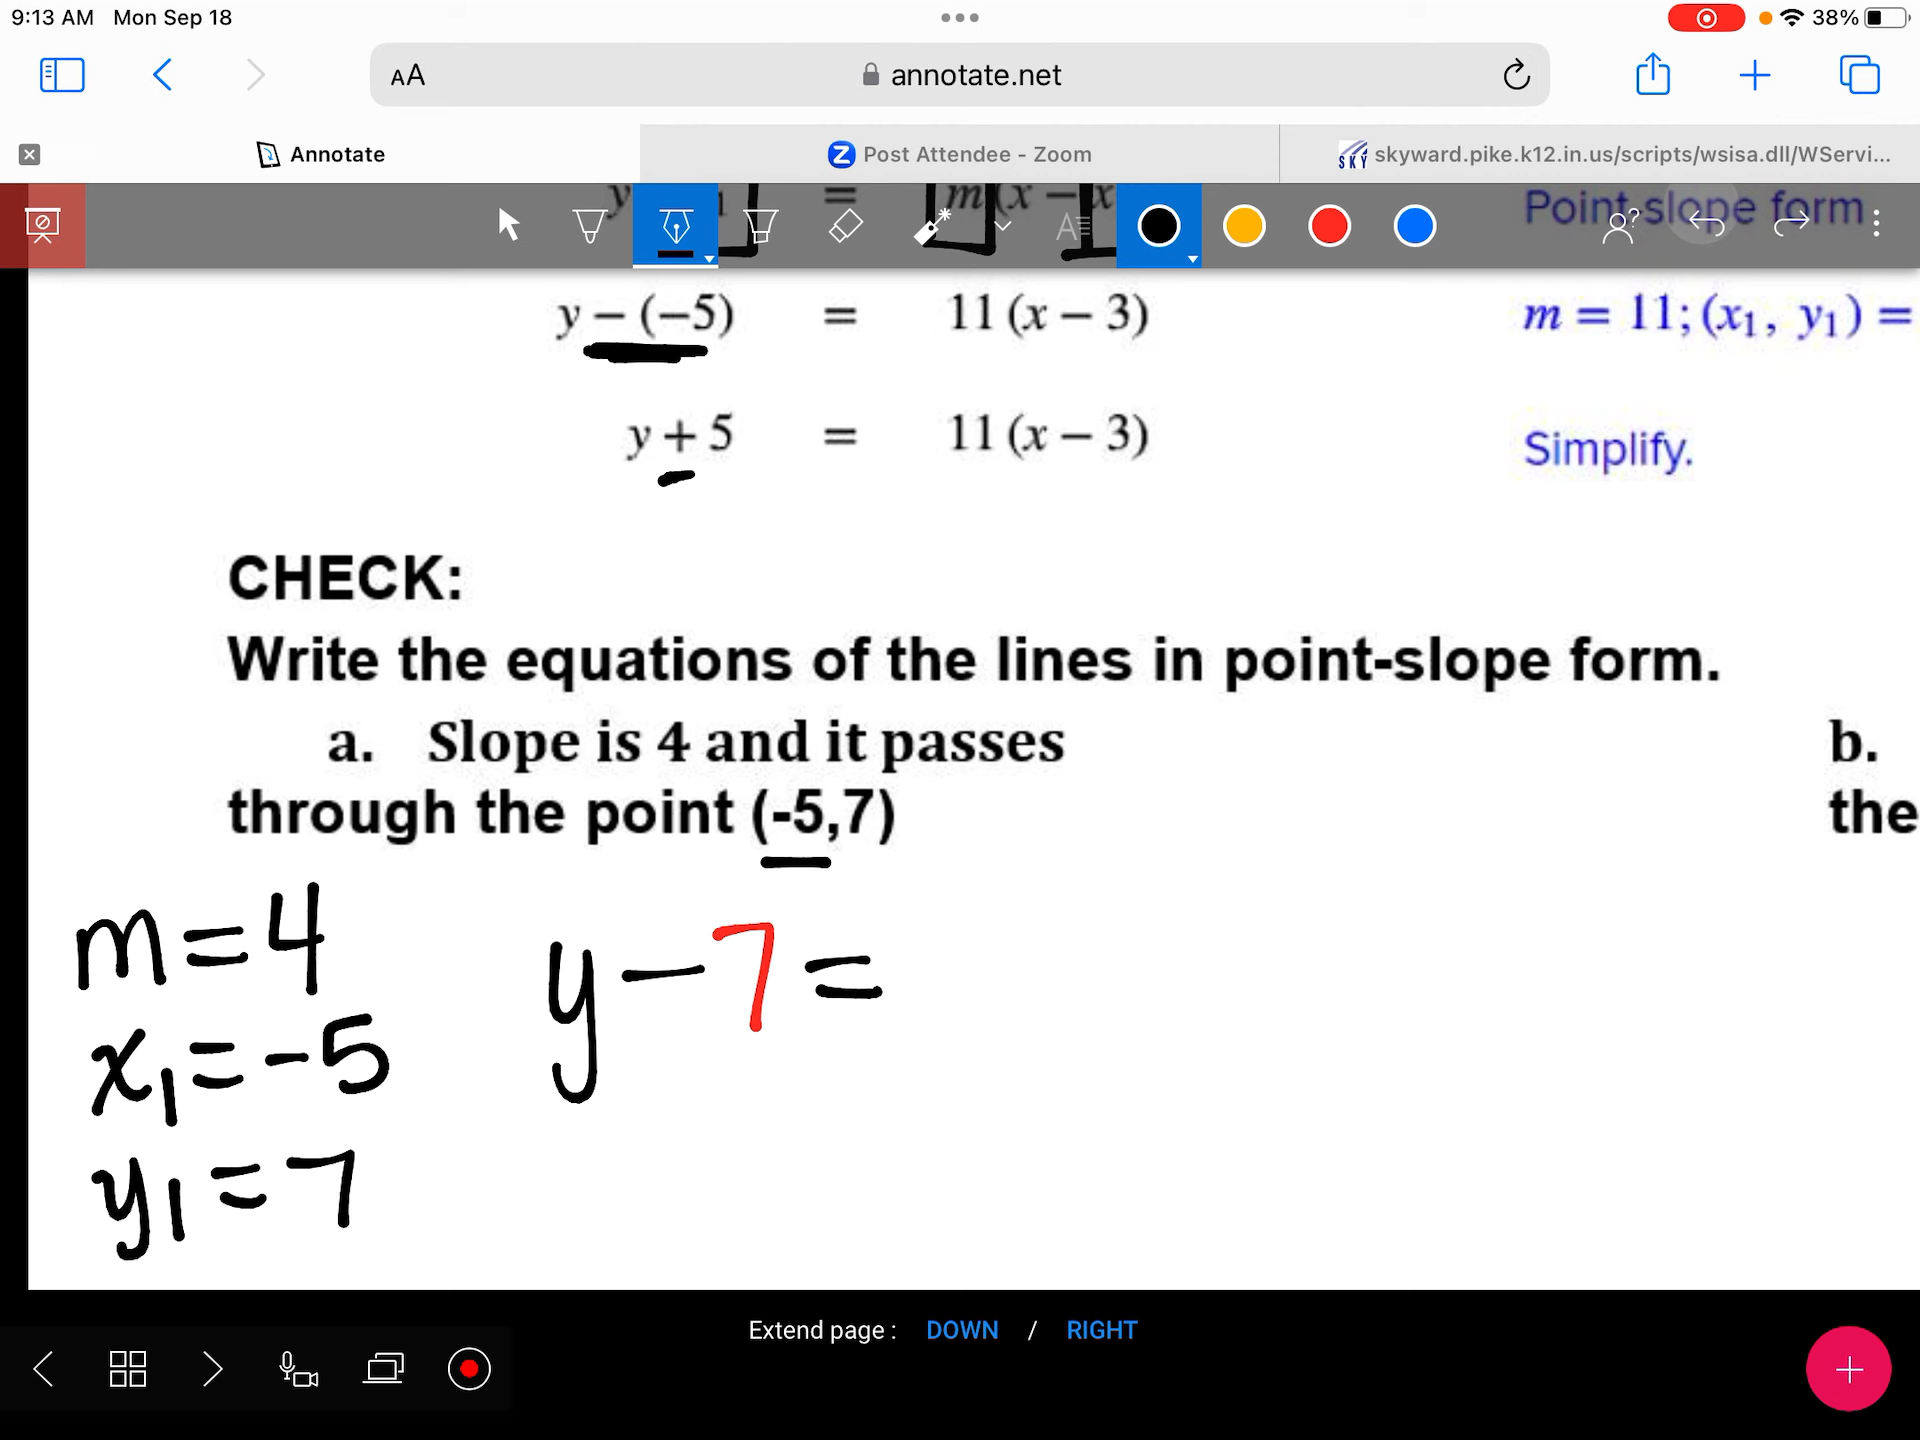 9:13 AM Mon Sep 18
38%
AA annotate.net
Annotate
Post Attendee - Zoom
skyward.pike.k12.in.us/scripts/wsisa.dll/WServi...
y 1 = m(x – x Point-slope form
y – (–5) = 11 (x – 3) m = 11; (x₁, y₁) =
y + 5 = 11 (x – 3) Simplify.
CHECK:
Write the equations of the lines in point-slope form.
a. Slope is 4 and it passes b.
through the point (-5,7) the
m=4
y-7=
x₁=-5
y₁=7
Extend page : DOWN / RIGHT